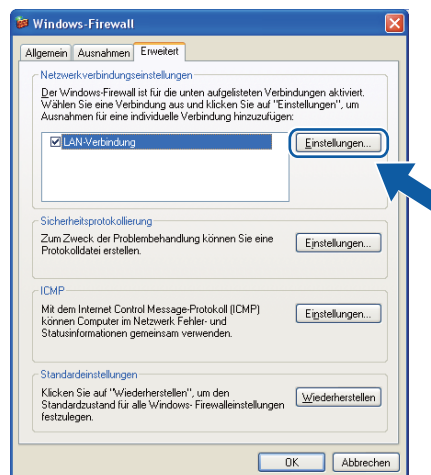 Windows-Firewall
Allgemein Ausnahmen Erweitert
Netzwerkverbindungseinstellungen
Der Windows-Firewall ist für die unten aufgelisteten Verbindungen aktiviert.
Wählen Sie eine Verbindung aus und klicken Sie auf "Einstellungen", um
Ausnahmen für eine individuelle Verbindung hinzuzufügen:
LAN-Verbindung
Einstellungen...
Sicherheitsprotokollierung
Zum Zweck der Problembehandlung können Sie eine
Protokolldatei erstellen.
Einstellungen...
ICMP
Mit dem Internet Control Message-Protokoll (ICMP)
können Computer im Netzwerk Fehler- und
Statusinformationen gemeinsam verwenden.
Einstellungen...
Standardeinstellungen
Klicken Sie auf "Wiederherstellen", um den
Standardzustand für alle Windows- Firewalleinstellungen
festzulegen.
Wiederherstellen
OK Abbrechen